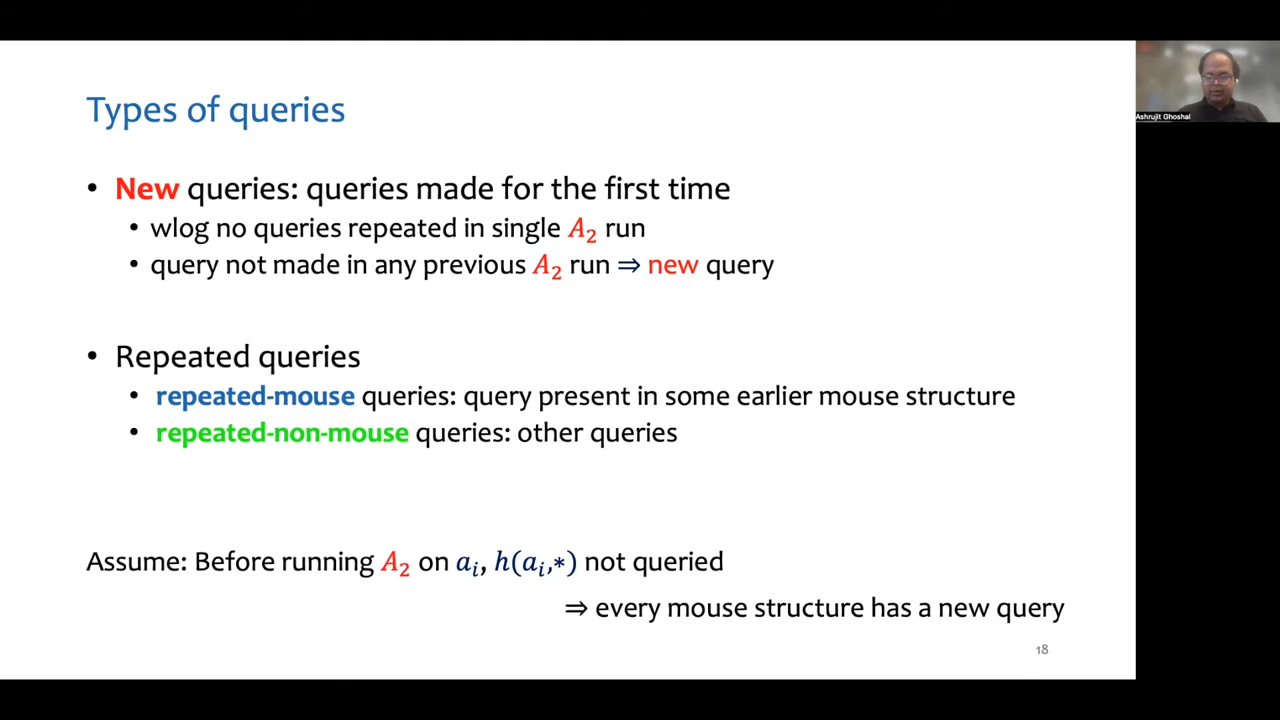 Types of queries
• New queries: queries made for the first time
• wlog no queries repeated in single A₂ run
• query not made in any previous A₂ run ⇒ new query
• Repeated queries
• repeated-mouse queries: query present in some earlier mouse structure
• repeated-non-mouse queries: other queries
Assume: Before running A₂ on aᵢ, h(aᵢ,∗) not queried
⇒ every mouse structure has a new query
18
Ashrujit Ghoshal